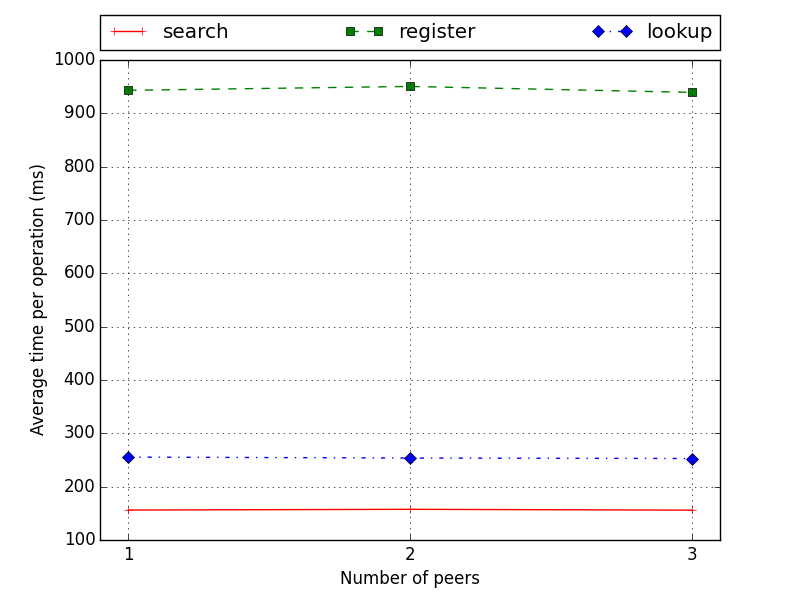 search register lookup
1000
900
800
700
600
500
400
300
200
100
1 2 3
Average time per operation (ms)
Number of peers